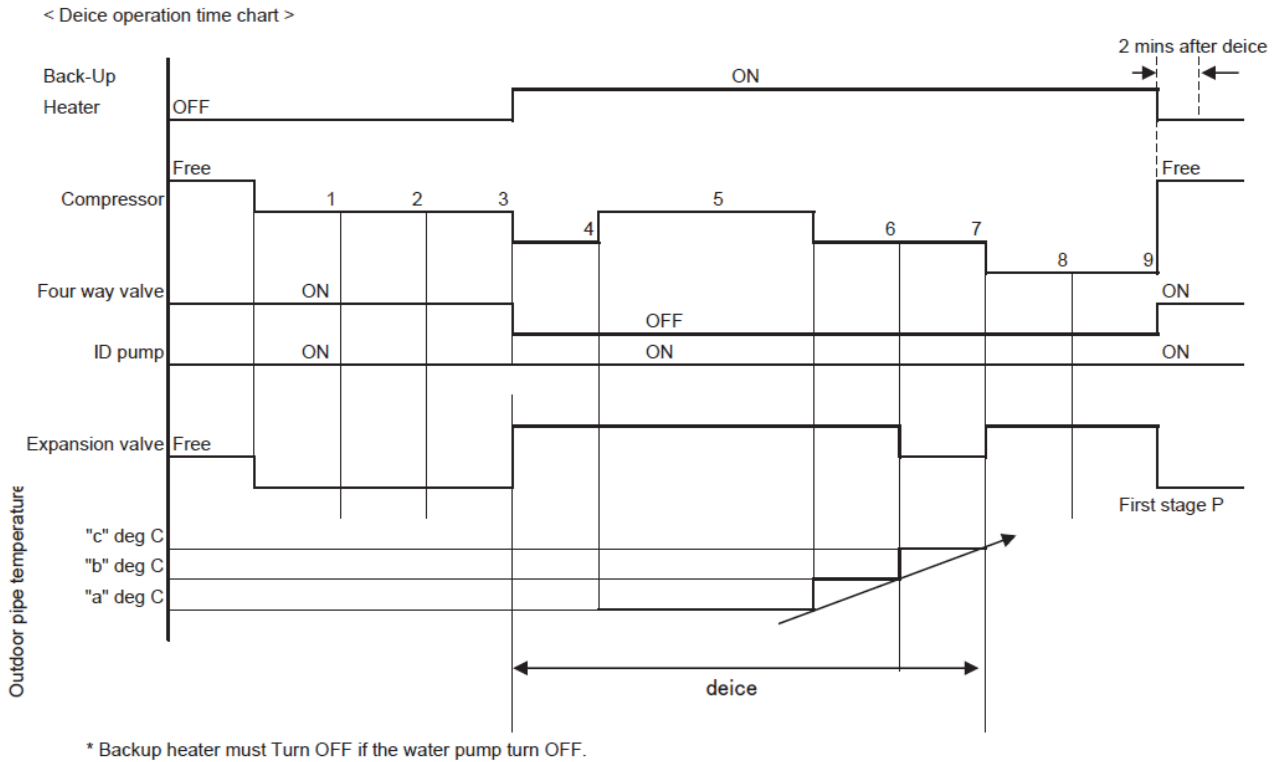 < Deice operation time chart >
2 mins after deice
Back-Up
Heater
OFF
ON
Free
Free
Compressor
1
2
3
4
5
6
7
8
9
Four way valve
ON
OFF
ON
ID pump
ON
ON
ON
Expansion valve
Free
First stage P
Outdoor pipe temperature
"c" deg C
"b" deg C
"a" deg C
deice
* Backup heater must Turn OFF if the water pump turn OFF.